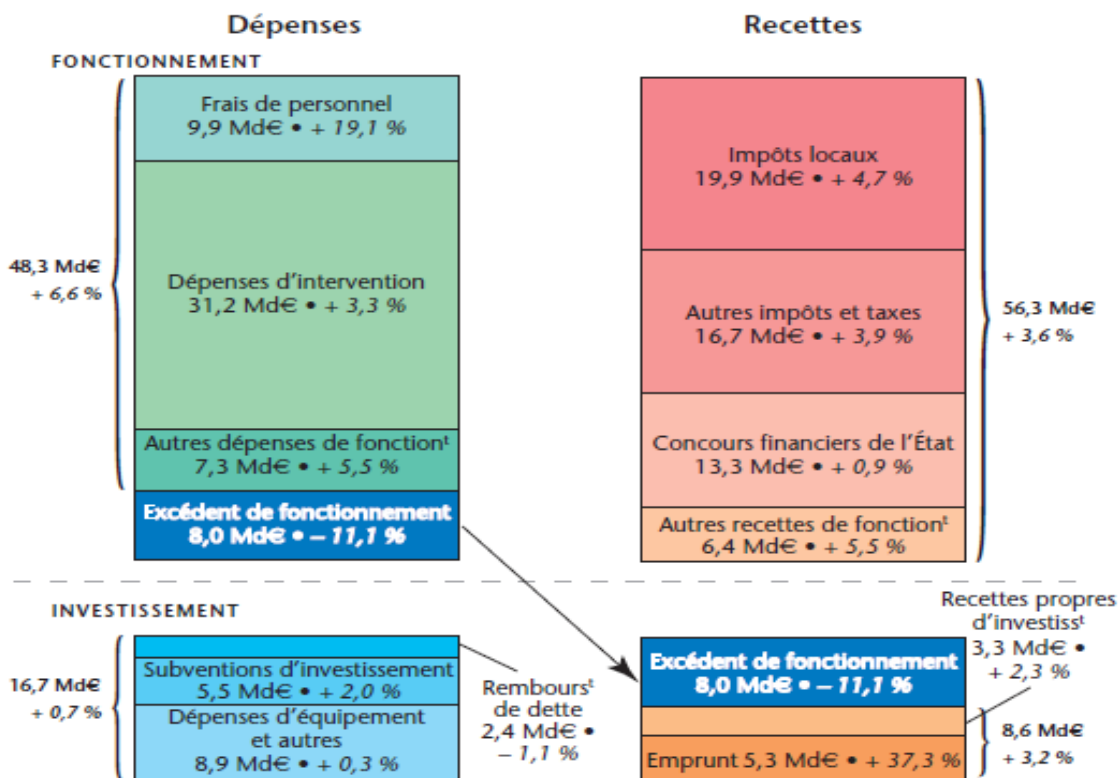 Dépenses
Recettes
FONCTIONNEMENT
Frais de personnel
9,9 Md€ • + 19,1 %
Dépenses d'intervention
31,2 Md€ • + 3,3 %
48,3 Md€
+ 6,6 %
Autres dépenses de fonctionᵗ
7,3 Md€ • + 5,5 %
Excédent de fonctionnement
8,0 Md€ • – 11,1 %
Impôts locaux
19,9 Md€ • + 4,7 %
Autres impôts et taxes
16,7 Md€ • + 3,9 %
56,3 Md€
+ 3,6 %
Concours financiers de l'État
13,3 Md€ • + 0,9 %
Autres recettes de fonctionᵗ
6,4 Md€ • + 5,5 %
INVESTISSEMENT
16,7 Md€
+ 0,7 %
Subventions d'investissement
5,5 Md€ • + 2,0 %
Dépenses d'équipement
et autres
8,9 Md€ • + 0,3 %
Remboursᵗ
de dette
2,4 Md€ •
– 1,1 %
Excédent de fonctionnement
8,0 Md€ • – 11,1 %
Recettes propres
d'investissᵗ
3,3 Md€ •
+ 2,3 %
Emprunt 5,3 Md€ • + 37,3 %
8,6 Md€
+ 3,2 %